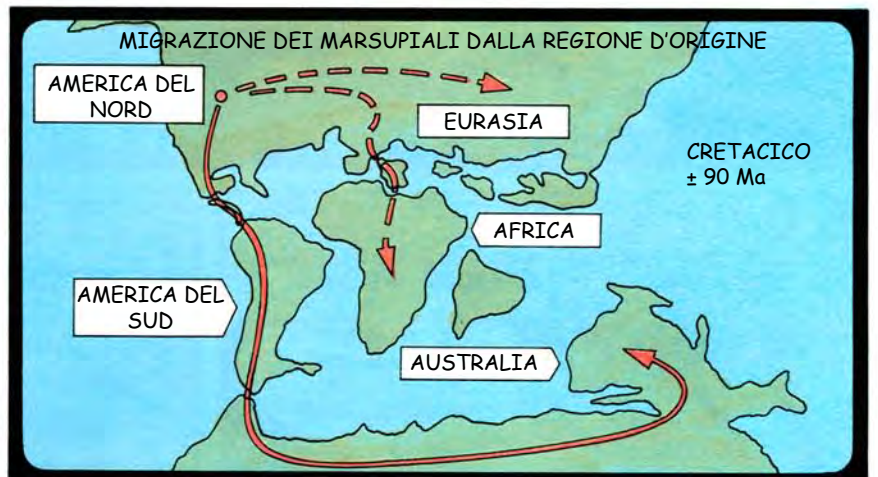 MIGRAZIONE DEI MARSUPIALI DALLA REGIONE D'ORIGINE
AMERICA DEL
NORD
EURASIA
CRETACICO
± 90 Ma
AFRICA
AMERICA DEL
SUD
AUSTRALIA